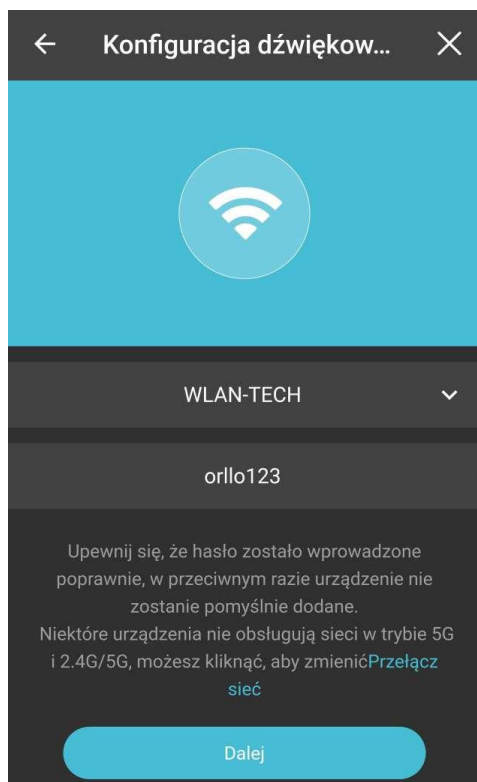 Konfiguracja dźwiękow...
WLAN-TECH
orllo123
Upewnij się, że hasło zostało wprowadzone
poprawnie, w przeciwnym razie urządzenie nie
zostanie pomyślnie dodane.
Niektóre urządzenia nie obsługują sieci w trybie 5G
i 2.4G/5G, możesz kliknąć, aby zmienićPrzełącz
sieć
Dalej